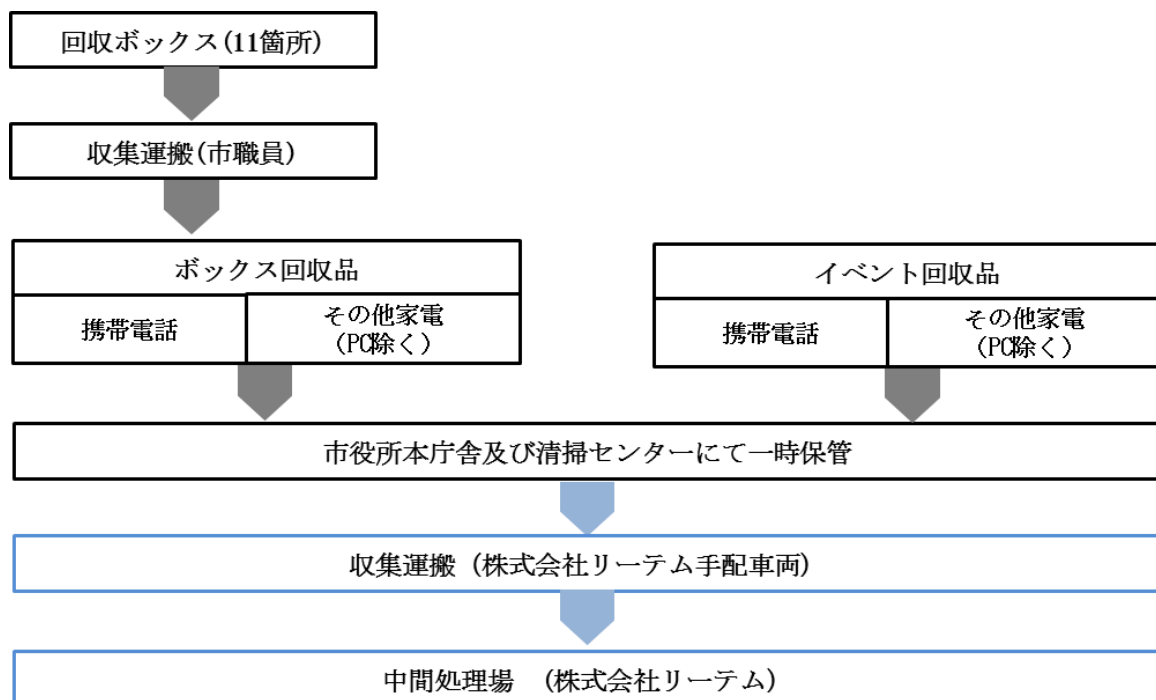 回収ボックス(11箇所)
収集運搬(市職員)
ボックス回収品
携帯電話
その他家電
(PC除く)
イベント回収品
携帯電話
その他家電
(PC除く)
市役所本庁舎及び清掃センターにて一時保管
収集運搬（株式会社リーテム手配車両）
中間処理場　（株式会社リーテム）